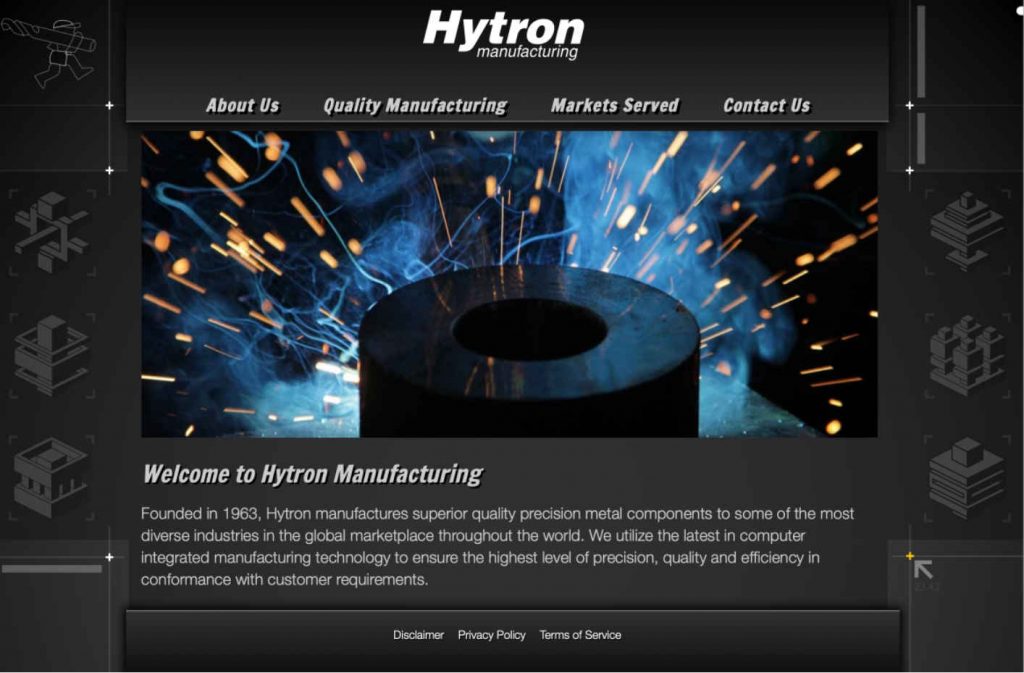 Hytron
manufacturing
About Us Quality Manufacturing Markets Served Contact Us
Welcome to Hytron Manufacturing
Founded in 1963, Hytron manufactures superior quality precision metal components to some of the most
diverse industries in the global marketplace throughout the world. We utilize the latest in computer
integrated manufacturing technology to ensure the highest level of precision, quality and efficiency in
conformance with customer requirements.
Disclaimer Privacy Policy Terms of Service